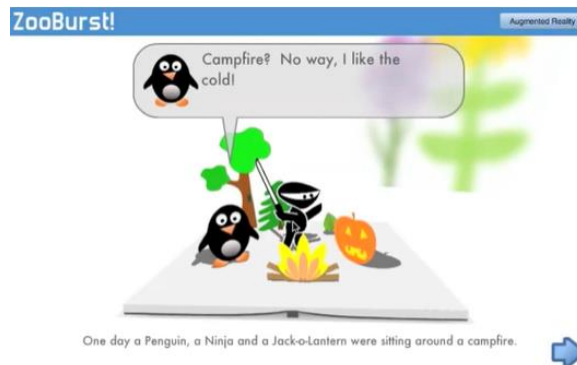 ZooBurst!
Augmented Reality
Campfire? No way, I like the
cold!
One day a Penguin, a Ninja and a Jack-o-Lantern were sitting around a campfire.